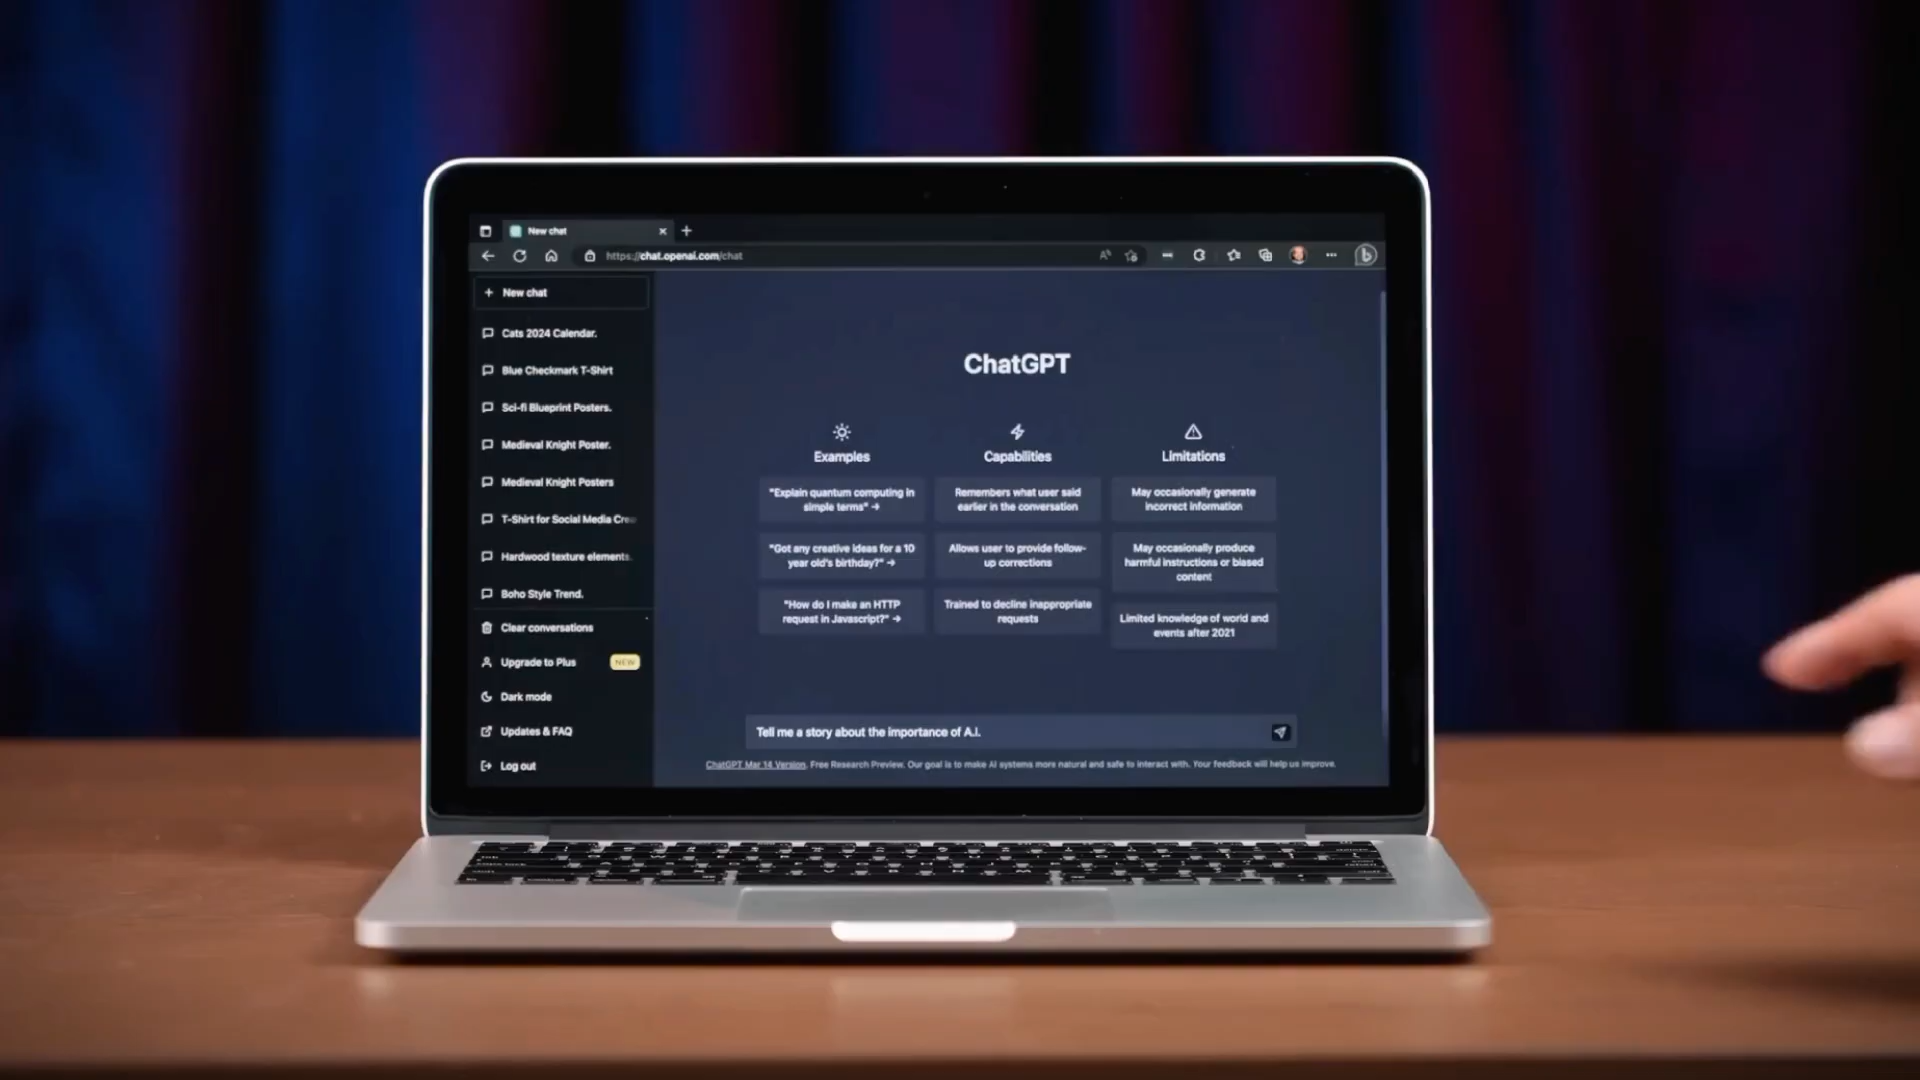 New chat
https://chat.openai.com/chat
New chat
Cats 2024 Calendar.
Blue Checkmark T-Shirt
Sci-fi Blueprint Posters.
Medieval Knight Poster.
Medieval Knight Posters
T-Shirt for Social Media Cre
Hardwood texture elements.
Boho Style Trend.
Clear conversations
Upgrade to Plus NEW
Dark mode
Updates & FAQ
Log out
ChatGPT
Examples
"Explain quantum computing in
simple terms" →
"Got any creative ideas for a 10
year old's birthday?" →
"How do I make an HTTP
request in Javascript?" →
Capabilities
Remembers what user said
earlier in the conversation
Allows user to provide follow-
up corrections
Trained to decline inappropriate
requests
Limitations
May occasionally generate
incorrect information
May occasionally produce
harmful instructions or biased
content
Limited knowledge of world and
events after 2021
Tell me a story about the importance of A.I.
ChatGPT Mar 14 Version. Free Research Preview. Our goal is to make AI systems more natural and safe to interact with. Your feedback will help us improve.